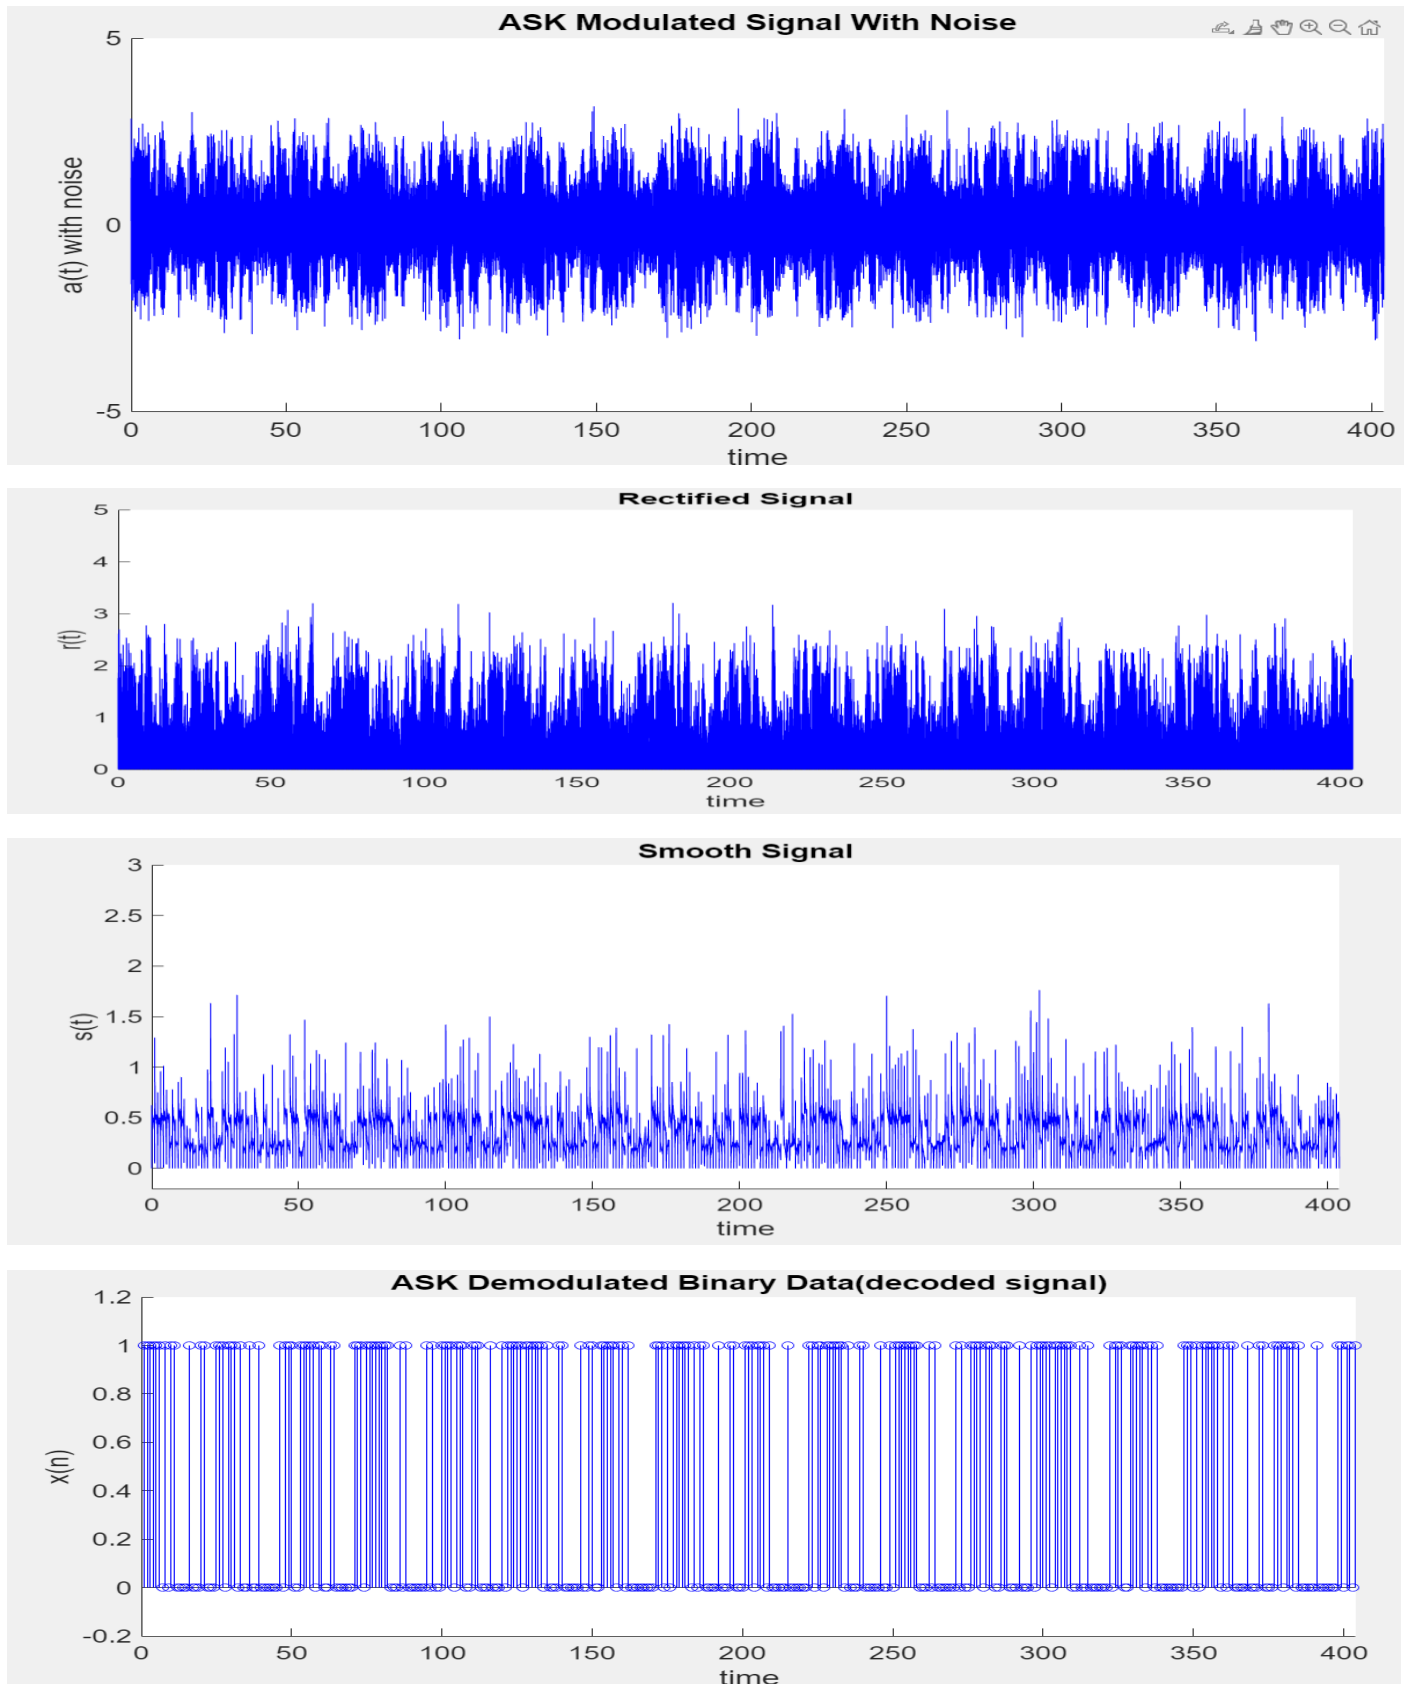 ASK Modulated Signal With Noise
5
0
-5
a(t) with noise
0 50 100 150 200 250 300 350 400
time
Rectified Signal
5
4
3
2
1
0
r(t)
0 50 100 150 200 250 300 350 400
time
Smooth Signal
3
2.5
2
1.5
1
0.5
0
s(t)
0 50 100 150 200 250 300 350 400
time
ASK Demodulated Binary Data(decoded signal)
1.2
1
0.8
0.6
0.4
0.2
0
-0.2
x(n)
0 50 100 150 200 250 300 350 400
time